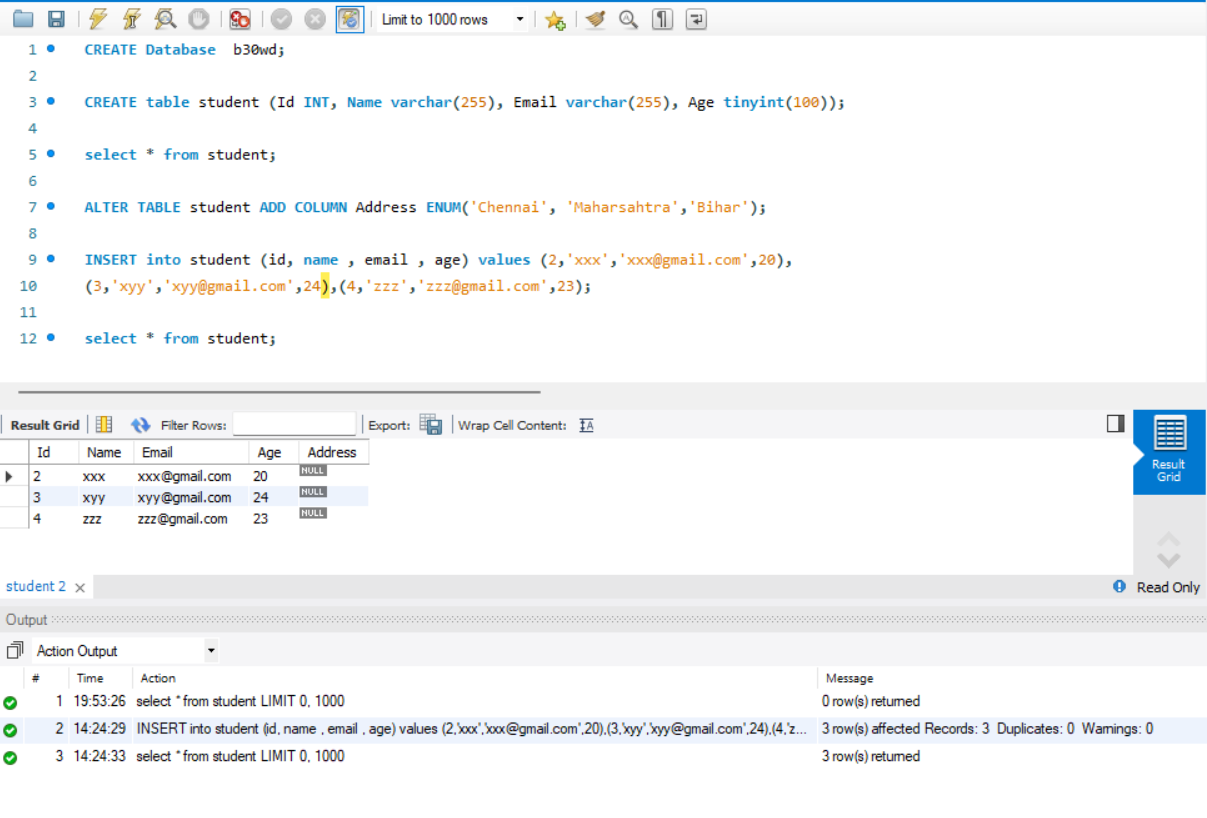 Limit to 1000 rows
1 CREATE Database b30wd;
2
3 CREATE table student (Id INT, Name varchar(255), Email varchar(255), Age tinyint(100));
4
5 select * from student;
6
7 ALTER TABLE student ADD COLUMN Address ENUM('Chennai', 'Maharsahtra','Bihar');
8
9 INSERT into student (id, name , email , age) values (2,'xxx','xxx@gmail.com',20),
10 (3,'xyy','xyy@gmail.com',24),(4,'zzz','zzz@gmail.com',23);
11
12 select * from student;
Result Grid Filter Rows: Export: Wrap Cell Content: IA
Id Name Email Age Address
2 xxx xxx@gmail.com 20 NULL
3 xyy xyy@gmail.com 24 NULL
4 zzz zzz@gmail.com 23 NULL
Result
Grid
student 2 Read Only
Output
Action Output
# Time Action Message
1 19:53:26 select * from student LIMIT 0, 1000 0 row(s) returned
2 14:24:29 INSERT into student (id, name , email , age) values (2,'xxx','xxx@gmail.com',20),(3,'xyy','xyy@gmail.com',24),(4,'z... 3 row(s) affected Records: 3 Duplicates: 0 Warnings: 0
3 14:24:33 select * from student LIMIT 0, 1000 3 row(s) returned